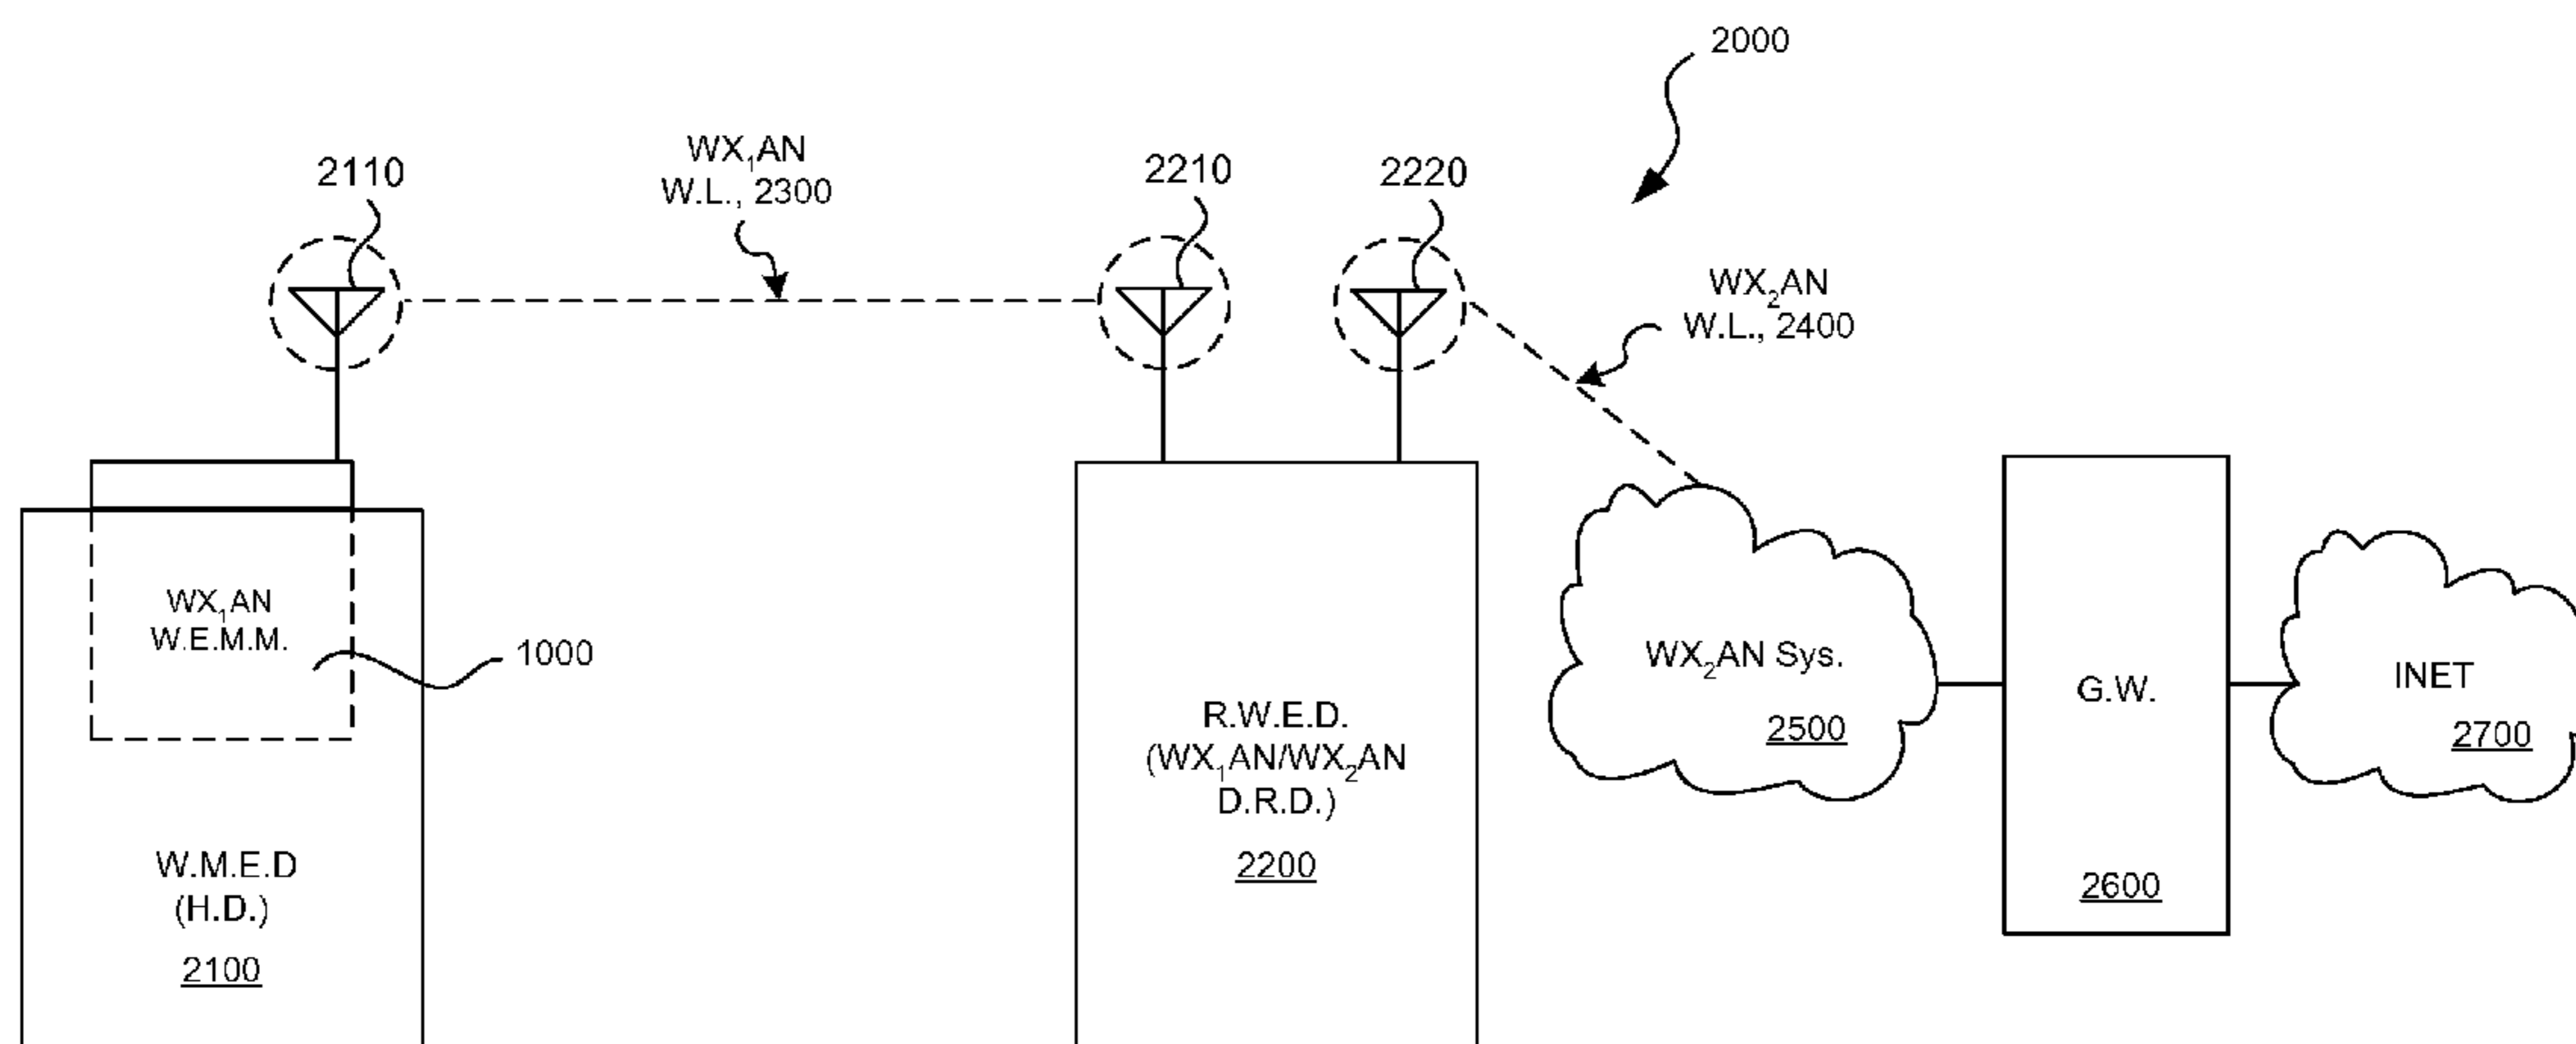 2000
2110
WX₁AN
W.L., 2300
2210
2220
WX₂AN
W.L., 2400
WX₁AN
W.E.M.M.
1000
W.M.E.D
(H.D.)
2100
R.W.E.D.
(WX₁AN/WX₂AN
D.R.D.)
2200
WX₂AN Sys.
2500
G.W.
2600
INET
2700